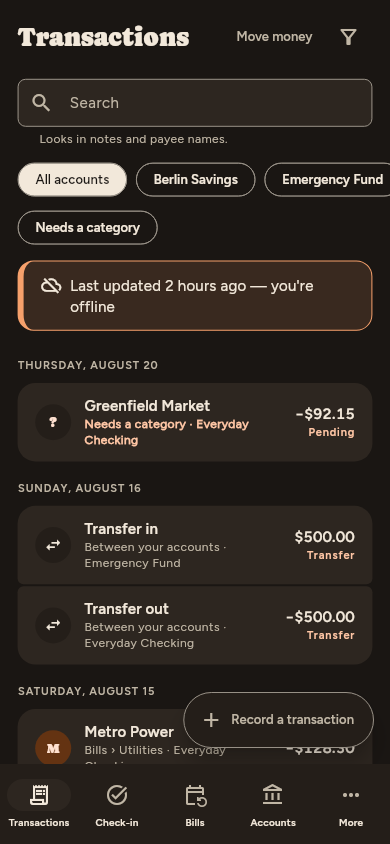 Transactions
Move money
Search
Looks in notes and payee names.
All accounts
Berlin Savings
Emergency Fund
Needs a category
Last updated 2 hours ago — you're
offline
THURSDAY, AUGUST 20
?
Greenfield Market
−$92.15
Needs a category · Everyday
Checking
Pending
SUNDAY, AUGUST 16
Transfer in
$500.00
Between your accounts ·
Emergency Fund
Transfer
Transfer out
−$500.00
Between your accounts ·
Everyday Checking
Transfer
SATURDAY, AUGUST 15
M
Metro Power
Bills › Utilities · Everyday
Record a transaction
Transactions
Check-in
Bills
Accounts
More